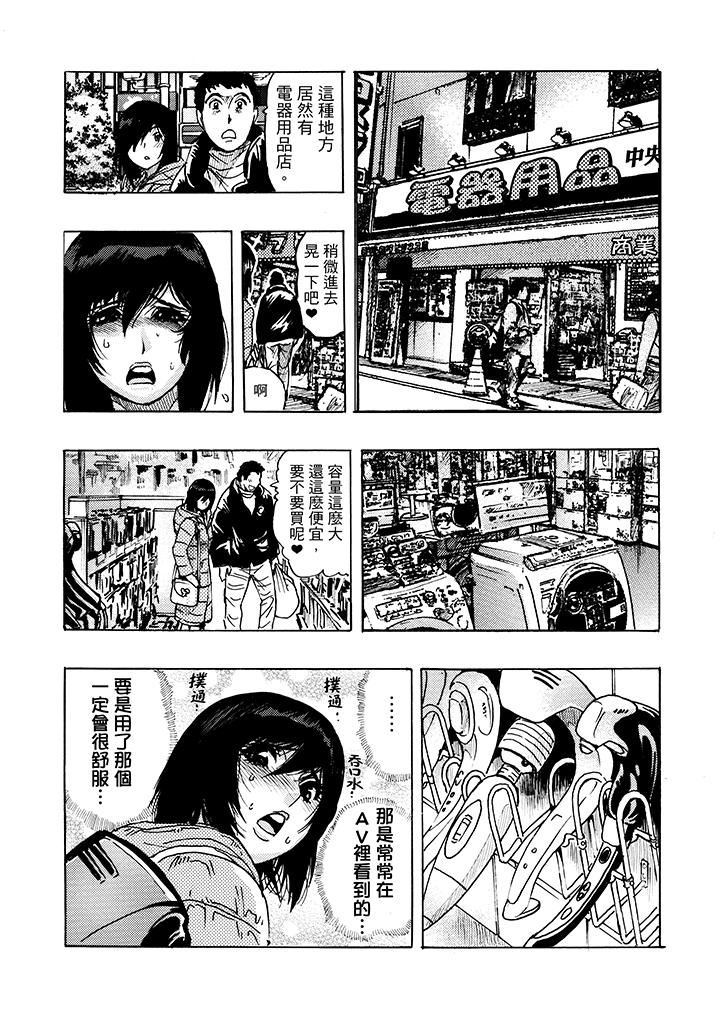 電器用品
中央
商業
這種地方
居然有
電器用品店。
稍微進去
晃一下吧♥
啊
容量這麼大
還這麼便宜，
要不要買呢♥
……
那是常常在
ＡＶ裡看到的…
撲通…
撲通…
吞口水…
要是用了那個
一定會很舒服…